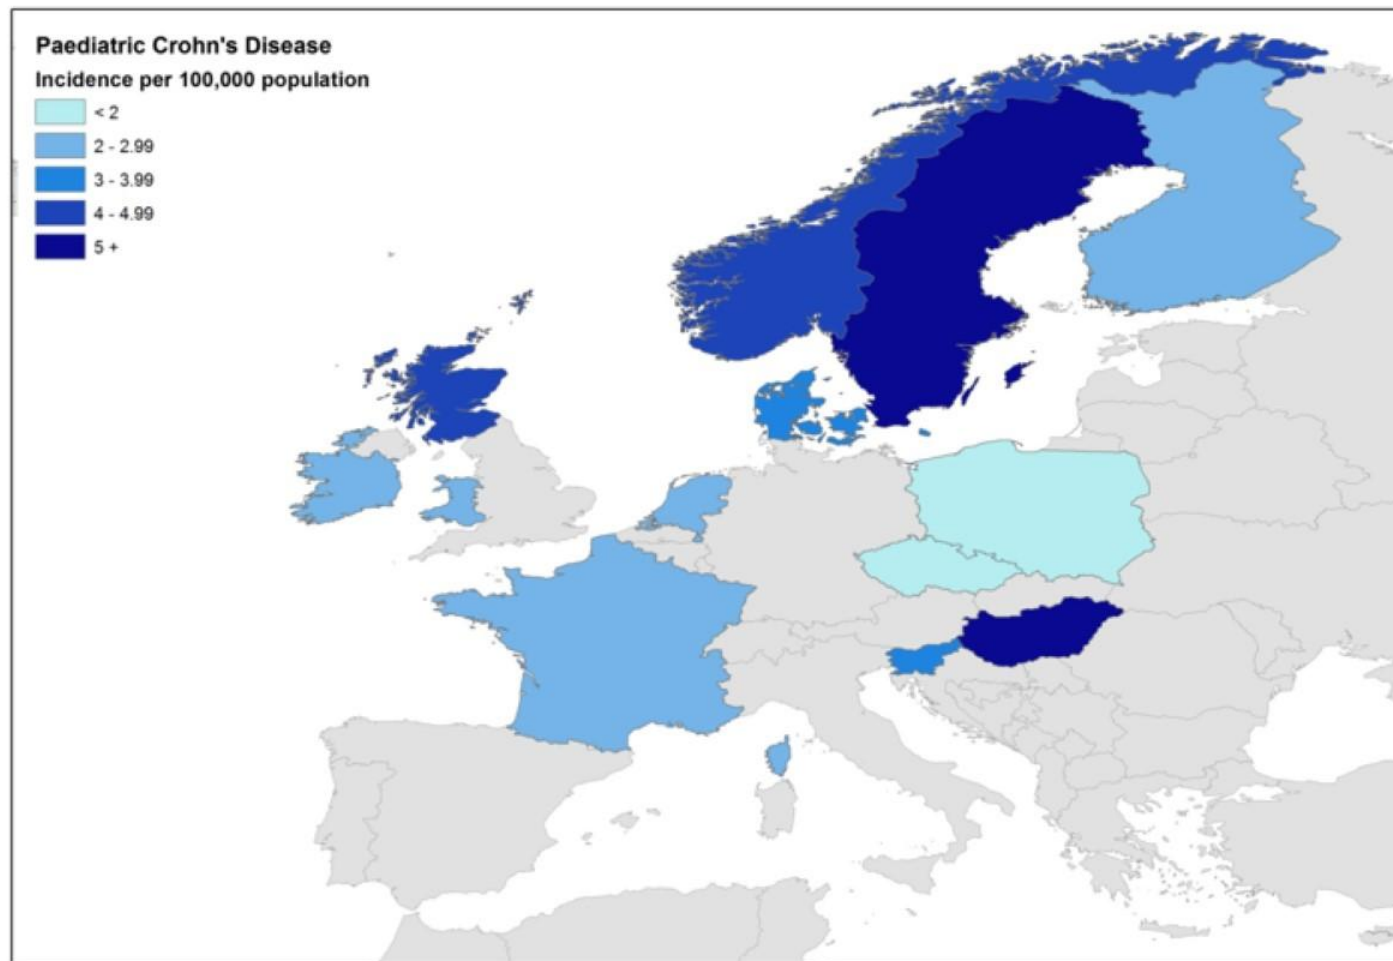 Paediatric Crohn's Disease
Incidence per 100,000 population
< 2
2 - 2.99
3 - 3.99
4 - 4.99
5 +